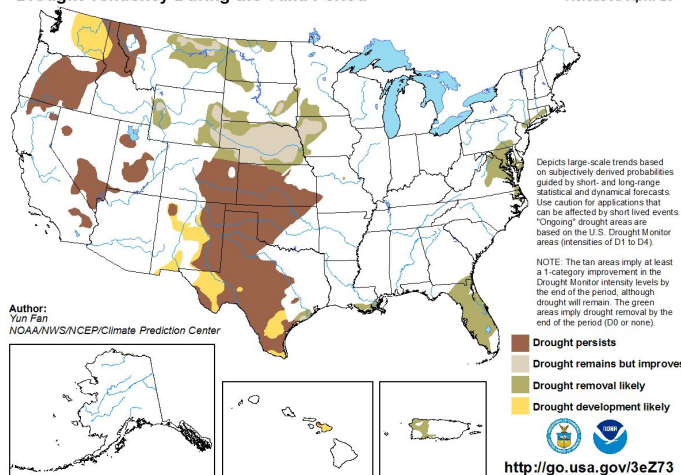 Depicts large-scale trends based
on subjectively derived probabilities
guided by short- and long-range
statistical and dynamical forecasts.
Use caution for applications that
can be affected by short lived events.
"Ongoing" drought areas are
based on the U.S. Drought Monitor
areas (intensities of D1 to D4).
NOTE: The tan areas imply at least
a 1-category improvement in the
Drought Monitor intensity levels by
the end of the period, although
drought will remain. The green
areas imply drought removal by the
end of the period (D0 or none).
Author:
Yun Fan
NOAA/NWS/NCEP/Climate Prediction Center
Drought persists
Drought remains but improves
Drought removal likely
Drought development likely
NOAA
http://go.usa.gov/3eZ73